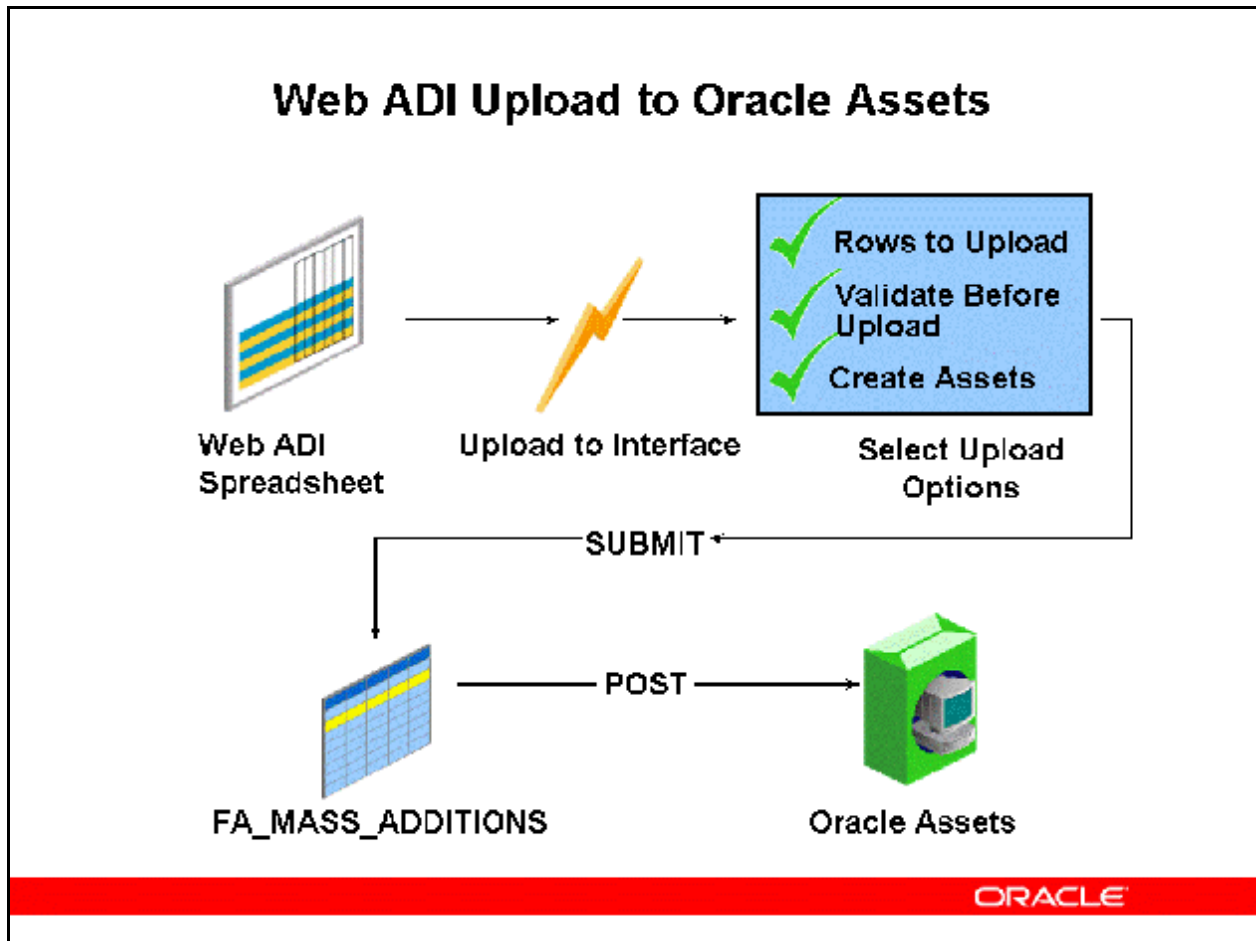 Web ADI Upload to Oracle Assets
Rows to Upload
Validate Before
Upload
Create Assets
Web ADI
Spreadsheet
Upload to Interface
Select Upload
Options
SUBMIT
POST
FA_MASS_ADDITIONS
Oracle Assets
ORACLE